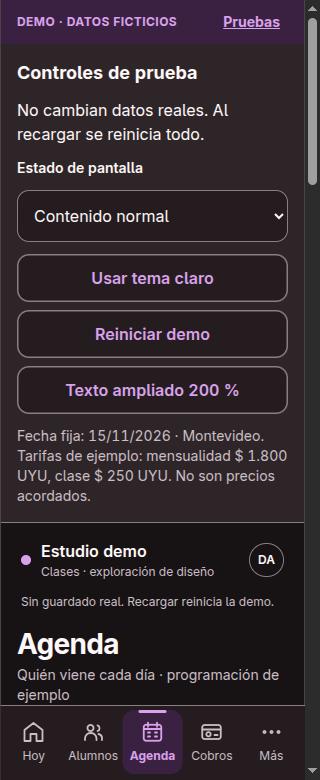 DEMO · DATOS FICTICIOS
Pruebas
Controles de prueba
No cambian datos reales. Al
recargar se reinicia todo.
Estado de pantalla
Contenido normal
Usar tema claro
Reiniciar demo
Texto ampliado 200 %
Fecha fija: 15/11/2026 · Montevideo.
Tarifas de ejemplo: mensualidad $ 1.800
UYU, clase $ 250 UYU. No son precios
acordados.
Estudio demo
Clases · exploración de diseño
DA
Sin guardado real. Recargar reinicia la demo.
Agenda
Quién viene cada día · programación de
ejemplo
Hoy
Alumnos
Agenda
Cobros
Más